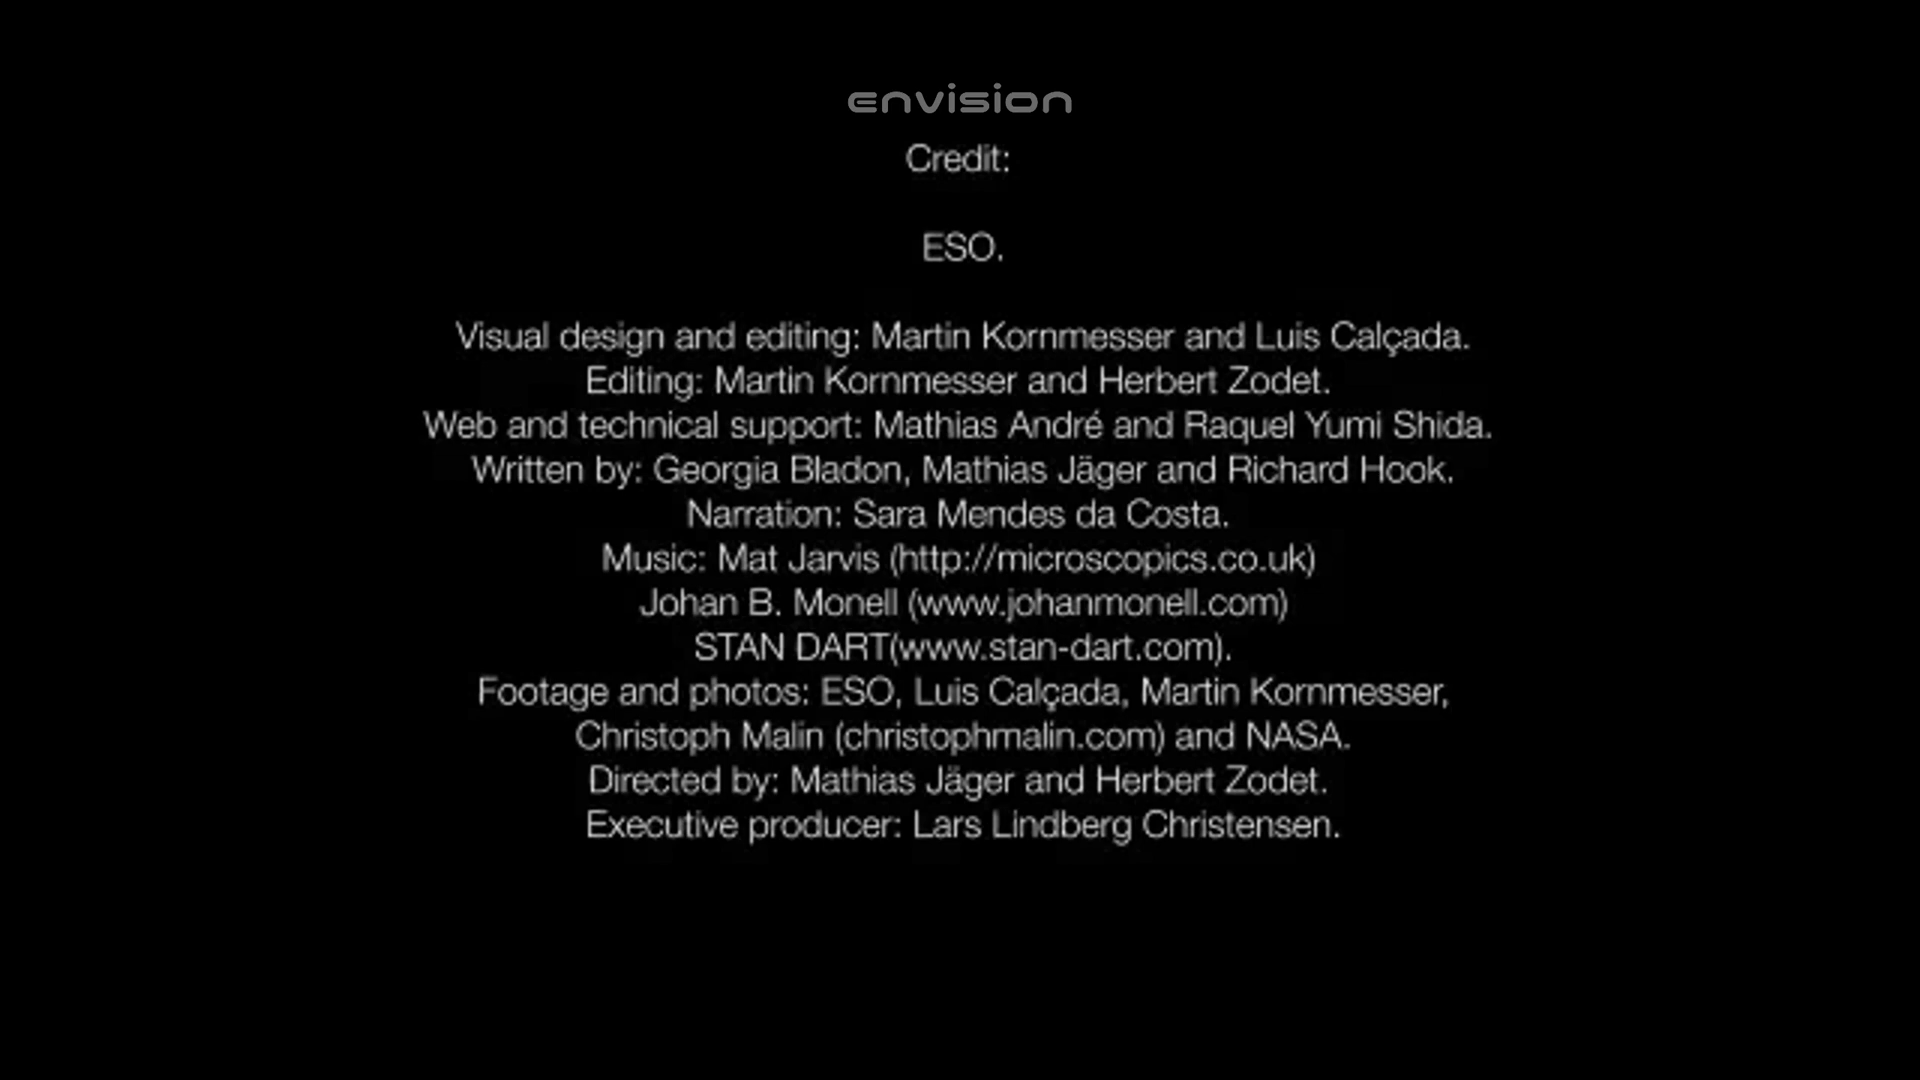 envision
Credit:
ESO.
Visual design and editing: Martin Kornmesser and Luis Calçada.
Editing: Martin Kornmesser and Herbert Zodet.
Web and technical support: Mathias André and Raquel Yumi Shida.
Written by: Georgia Bladon, Mathias Jäger and Richard Hook.
Narration: Sara Mendes da Costa.
Music: Mat Jarvis (http://microscopics.co.uk)
Johan B. Monell (www.johanmonell.com)
STAN DART(www.stan-dart.com).
Footage and photos: ESO, Luis Calçada, Martin Kornmesser,
Christoph Malin (christophmalin.com) and NASA.
Directed by: Mathias Jäger and Herbert Zodet.
Executive producer: Lars Lindberg Christensen.